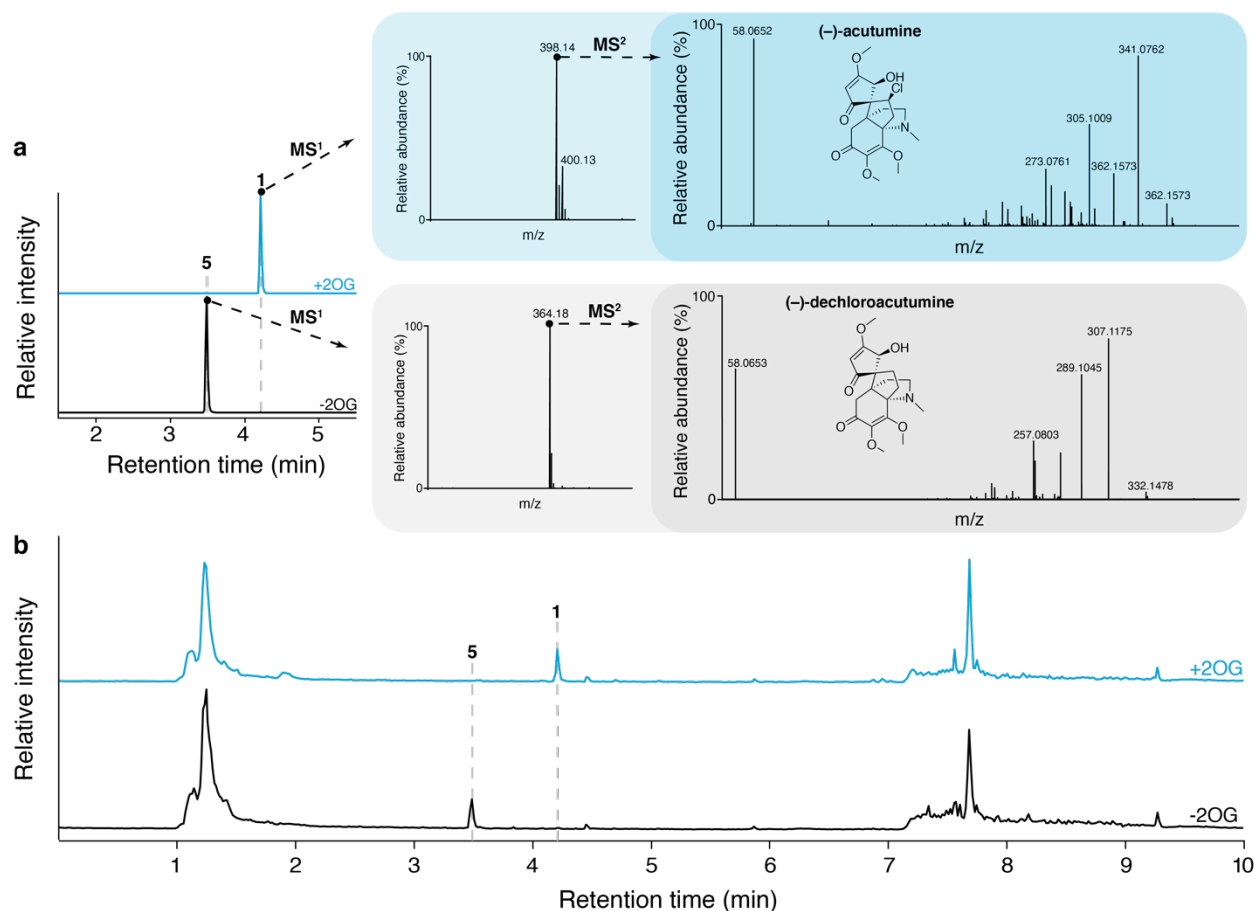 a
Relative intensity
1
5
+2OG
-2OG
MS1
MS1
2 3 4 5
Retention time (min)
Relative abundance (%)
100
0
398.14
400.13
m/z
MS2
Relative abundance (%)
100
0
(–)-acutumine
O
OH
Cl
O
N
O
O
O
58.0652
273.0761
305.1009
362.1573
341.0762
362.1573
m/z
Relative abundance (%)
100
0
364.18
m/z
MS2
Relative abundance (%)
100
0
(–)-dechloroacutumine
O
OH
O
N
O
O
O
58.0653
257.0803
289.1045
307.1175
332.1478
m/z
b
Relative intensity
5
1
+2OG
-2OG
1 2 3 4 5 6 7 8 9 10
Retention time (min)